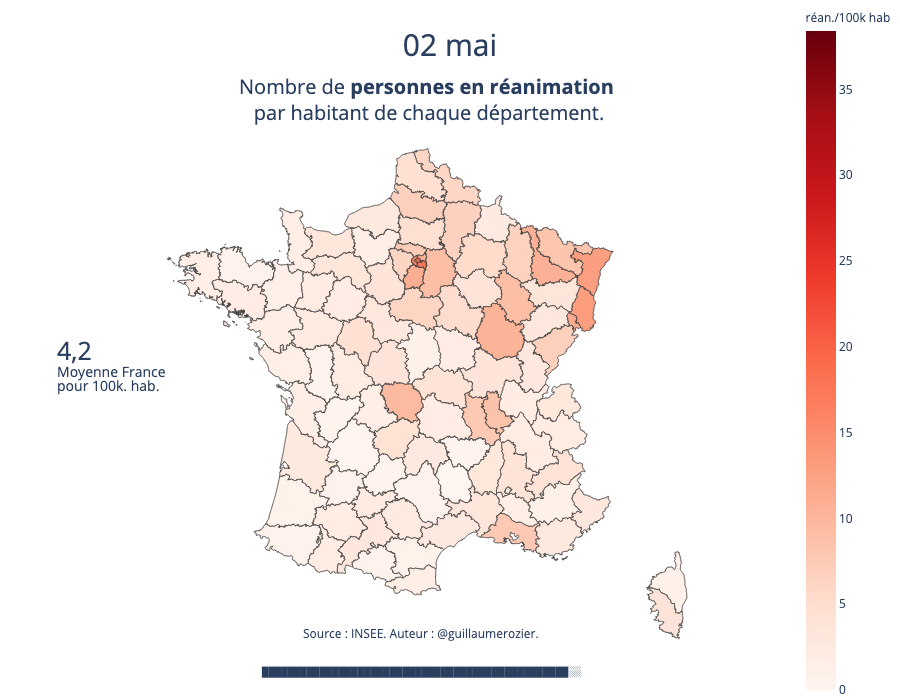 réan./100k hab
02 mai
Nombre de personnes en réanimation
par habitant de chaque département.
35
30
25
20
15
10
5
0
4,2
Moyenne France
pour 100k. hab.
Source : INSEE. Auteur : @guillaumerozier.